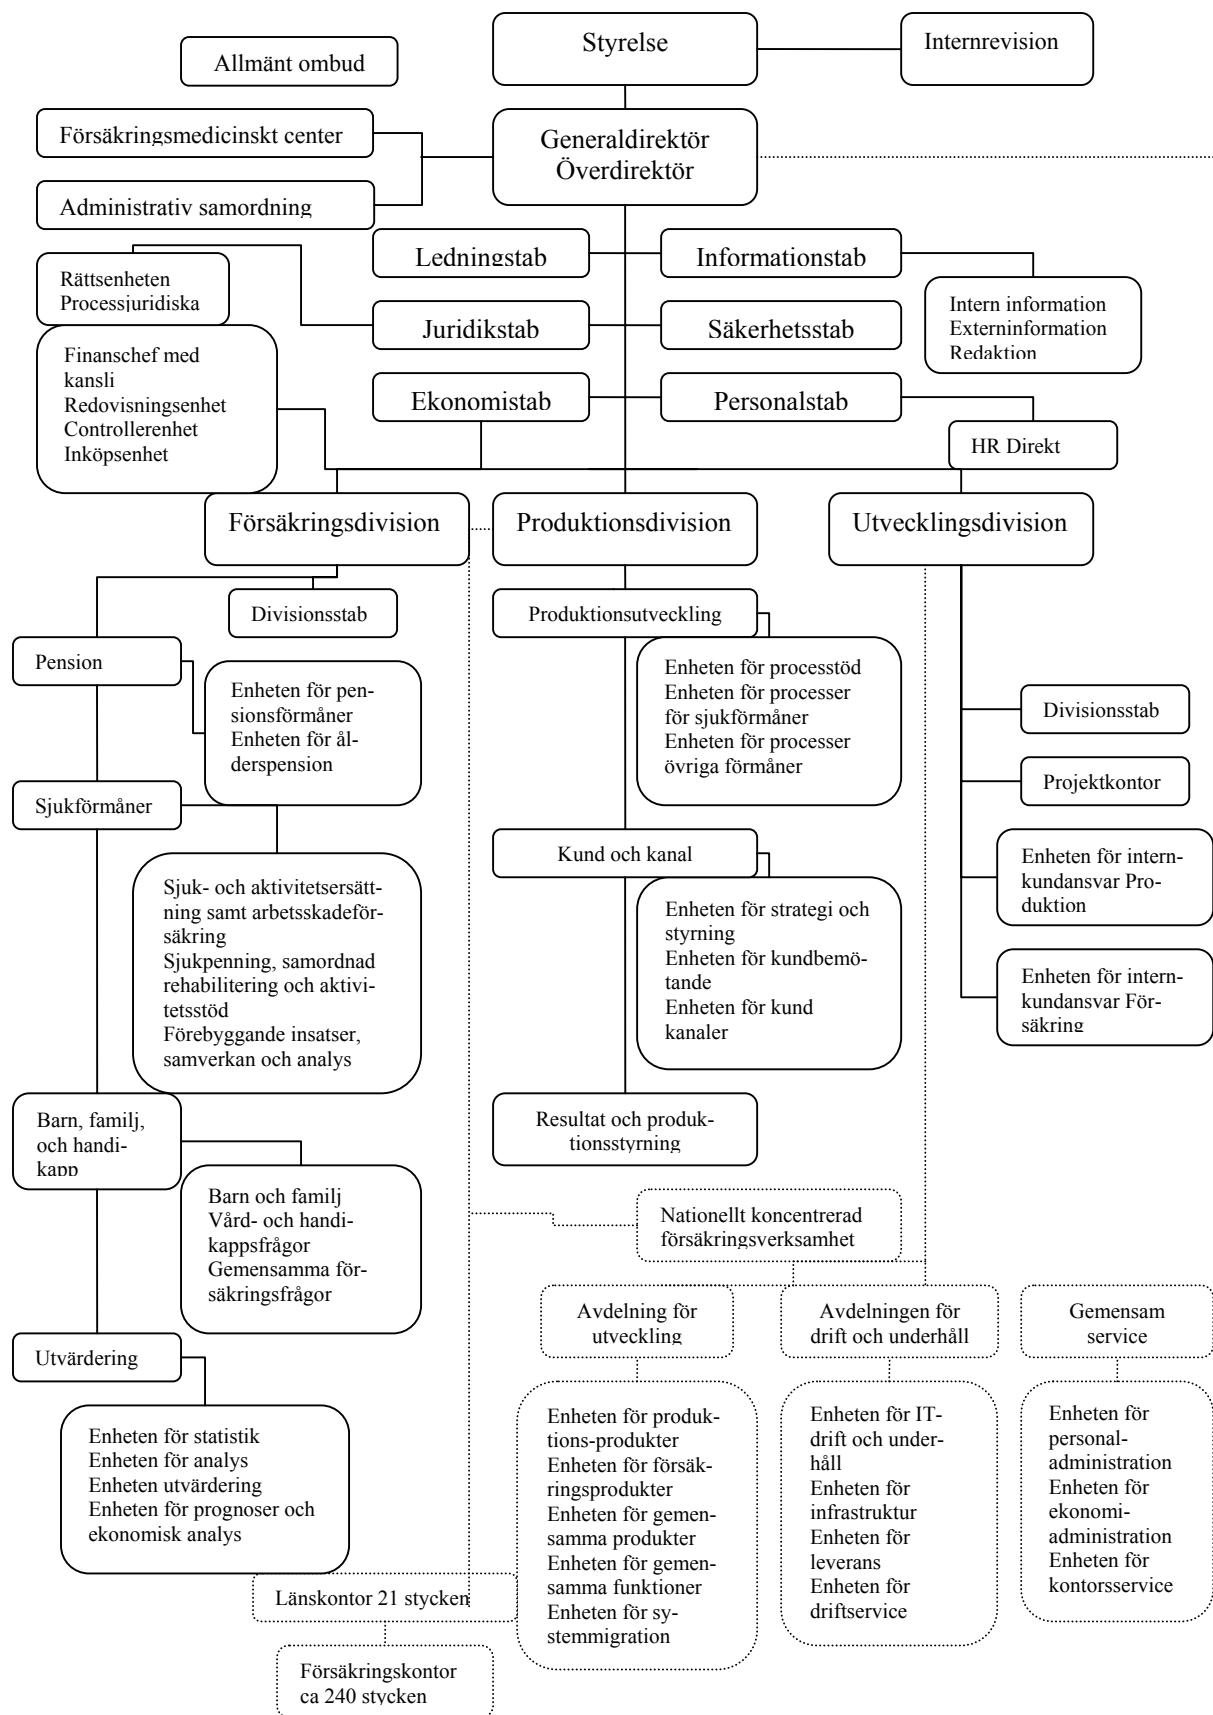 Styrelse
Internrevision
Allmänt ombud
Försäkringsmedicinskt center
Generaldirektör
Överdirektör
Administrativ samordning
Ledningstab
Informationstab
Rättsenheten
Processjuridiska
Intern information
Externinformation
Redaktion
Juridikstab
Säkerhetsstab
Finanschef med
kansli
Redovisningsenhet
Controllerenhet
Inköpsenhet
Ekonomistab
Personalstab
HR Direkt
Försäkringsdivision
Produktionsdivision
Utvecklingsdivision
Divisionsstab
Produktionsutveckling
Pension
Enheten för pen-
sionsförmåner
Enheten för ål-
derspension
Enheten för processtöd
Enheten för processer
för sjukförmåner
Enheten för processer
övriga förmåner
Divisionsstab
Projektkontor
Sjukförmåner
Kund och kanal
Enheten för intern-
kundansvar Pro-
duktion
Sjuk- och aktivitetsersätt-
ning samt arbetsskadeför-
säkring
Sjukpenning, samordnad
rehabilitering och aktivi-
tetsstöd
Förebyggande insatser,
samverkan och analys
Enheten för strategi och
styrning
Enheten för kundbemö-
tande
Enheten för kund
kanaler
Enheten för intern-
kundansvar För-
säkring
Barn, familj,
och handi-
kapp
Resultat och produk-
tionsstyrning
Barn och familj
Vård- och handi-
kappsfrågor
Gemensamma för-
säkringsfrågor
Nationellt koncentrerad
försäkringsverksamhet
Avdelning för
utveckling
Avdelningen för
drift och underhåll
Gemensam
service
Utvärdering
Enheten för statistik
Enheten för analys
Enheten utvärdering
Enheten för prognoser och
ekonomisk analys
Enheten för produk-
tions-produkter
Enheten för försäk-
ringsprodukter
Enheten för gemen-
samma produkter
Enheten för gemen-
samma funktioner
Enheten för sy-
stemmigration
Enheten för IT-
drift och under-
håll
Enheten för
infrastruktur
Enheten för
leverans
Enheten för
driftservice
Enheten för
personal-
administration
Enheten för
ekonomi-
administration
Enheten för
kontorsservice
Länskontor 21 stycken
Försäkringskontor
ca 240 stycken